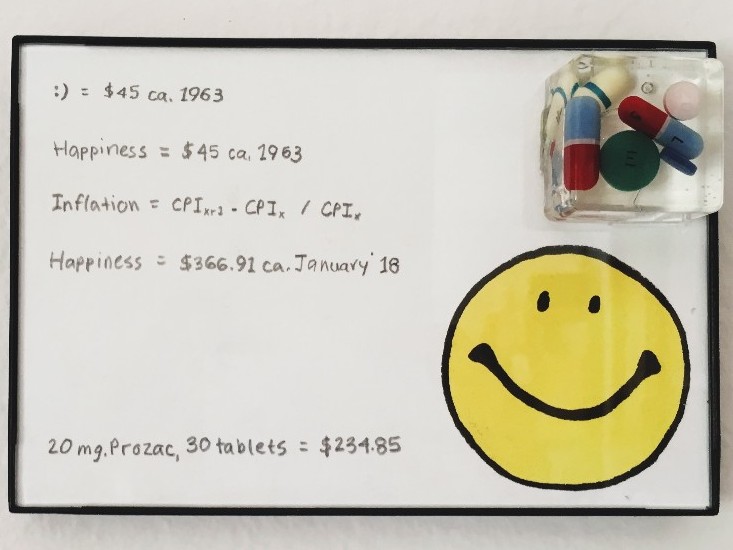 :) = $45 ca. 1963
Happiness = $45 ca. 1963
Inflation = CPIx+1 - CPIx / CPIx
Happiness = $366.91 ca. January '18
20 mg. Prozac, 30 tablets = $234.85